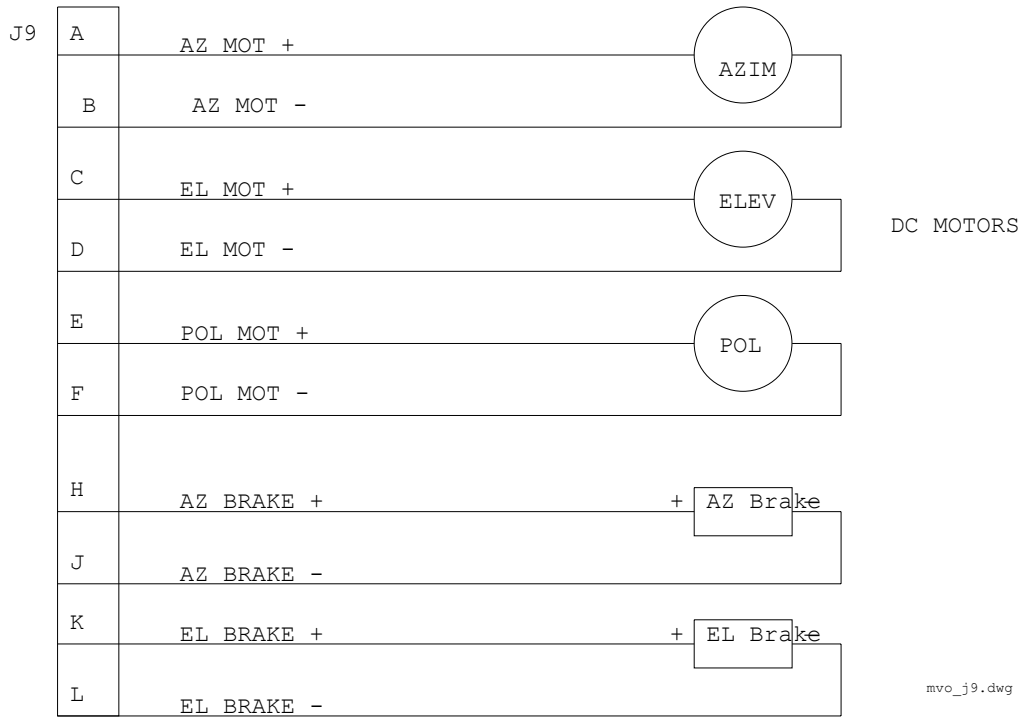 J9 A AZ MOT +
AZIM
B AZ MOT -
C EL MOT +
ELEV
DC MOTORS
D EL MOT -
E POL MOT +
POL
F POL MOT -
H AZ BRAKE + + AZ Brake
J AZ BRAKE -
K EL BRAKE + + EL Brake
L EL BRAKE -
mvo_j9.dwg